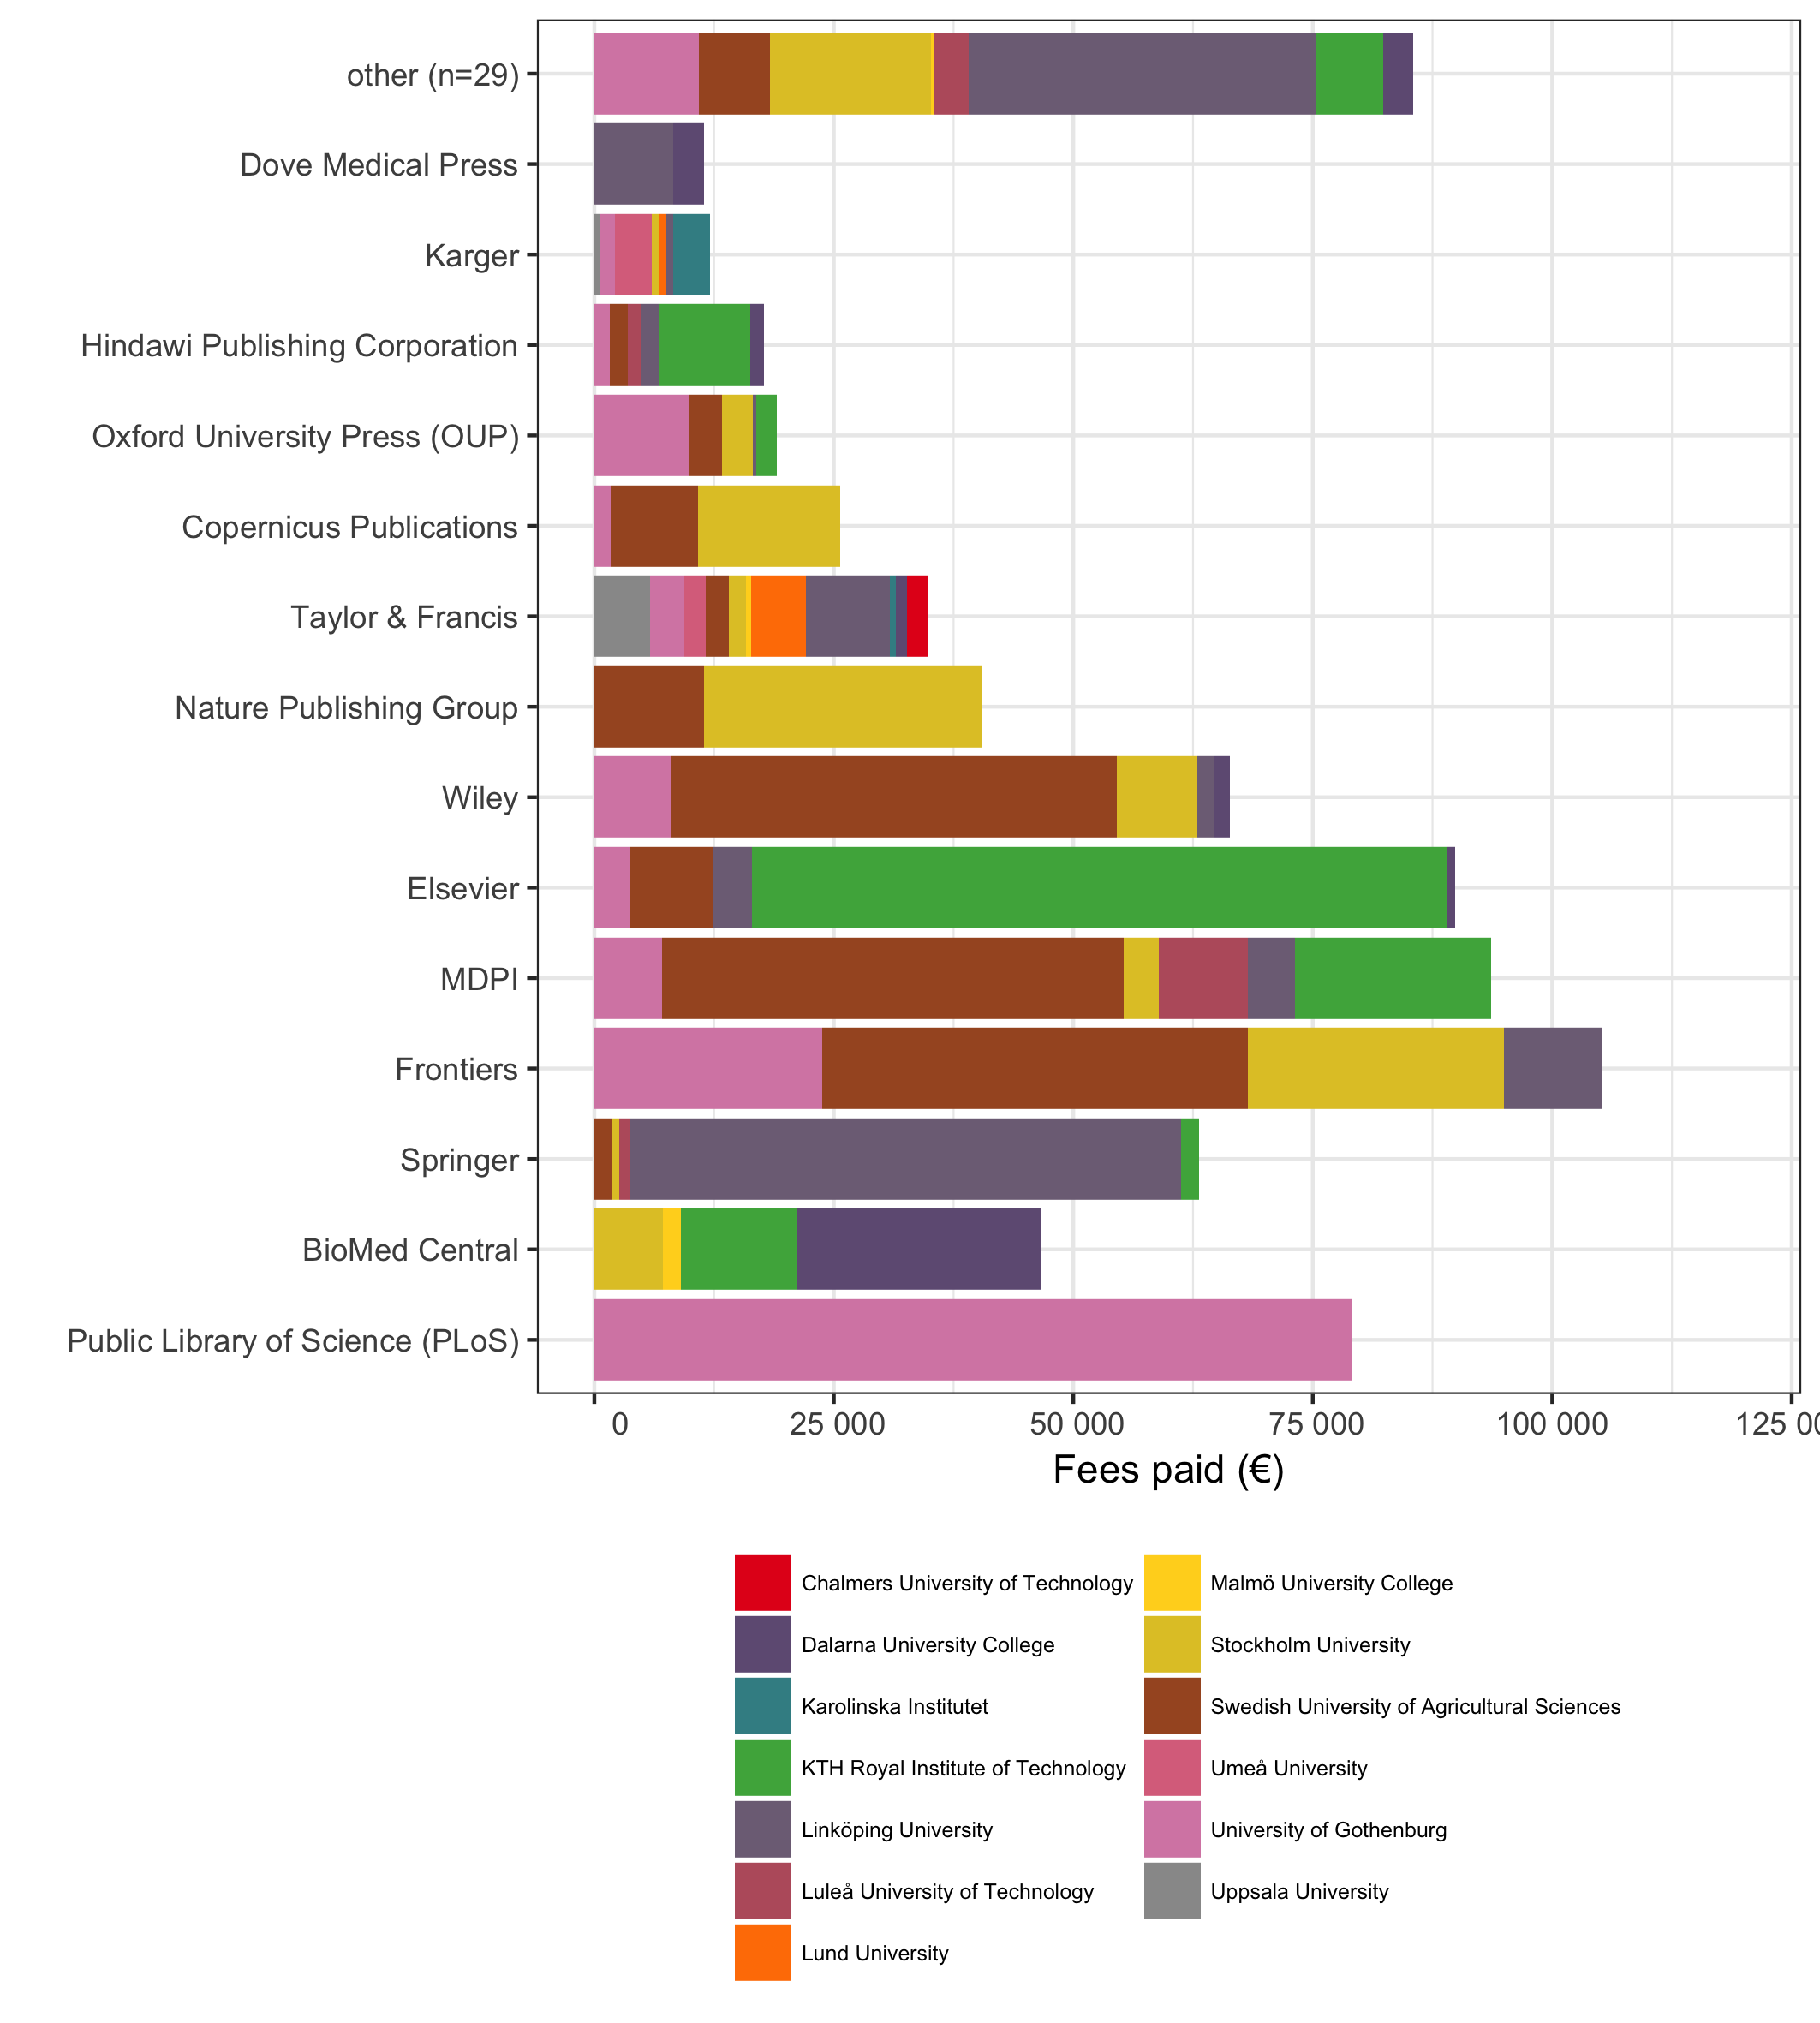 other (n=29)
Dove Medical Press
Karger
Hindawi Publishing Corporation
Oxford University Press (OUP)
Copernicus Publications
Taylor & Francis
Nature Publishing Group
Wiley
Elsevier
MDPI
Frontiers
Springer
BioMed Central
Public Library of Science (PLoS)
0 25 000 50 000 75 000 100 000 125 00
Fees paid (€)
Chalmers University of Technology
Dalarna University College
Karolinska Institutet
KTH Royal Institute of Technology
Linköping University
Luleå University of Technology
Lund University
Malmö University College
Stockholm University
Swedish University of Agricultural Sciences
Umeå University
University of Gothenburg
Uppsala University